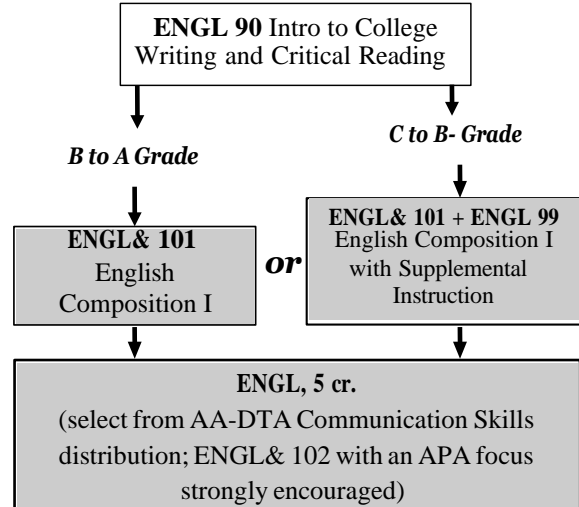 ENGL 90 Intro to College
Writing and Critical Reading
B to A Grade
C to B- Grade
ENGL& 101
English
Composition I
or
ENGL& 101 + ENGL 99
English Composition I
with Supplemental
Instruction
ENGL, 5 cr.
(select from AA-DTA Communication Skills
distribution; ENGL& 102 with an APA focus
strongly encouraged)